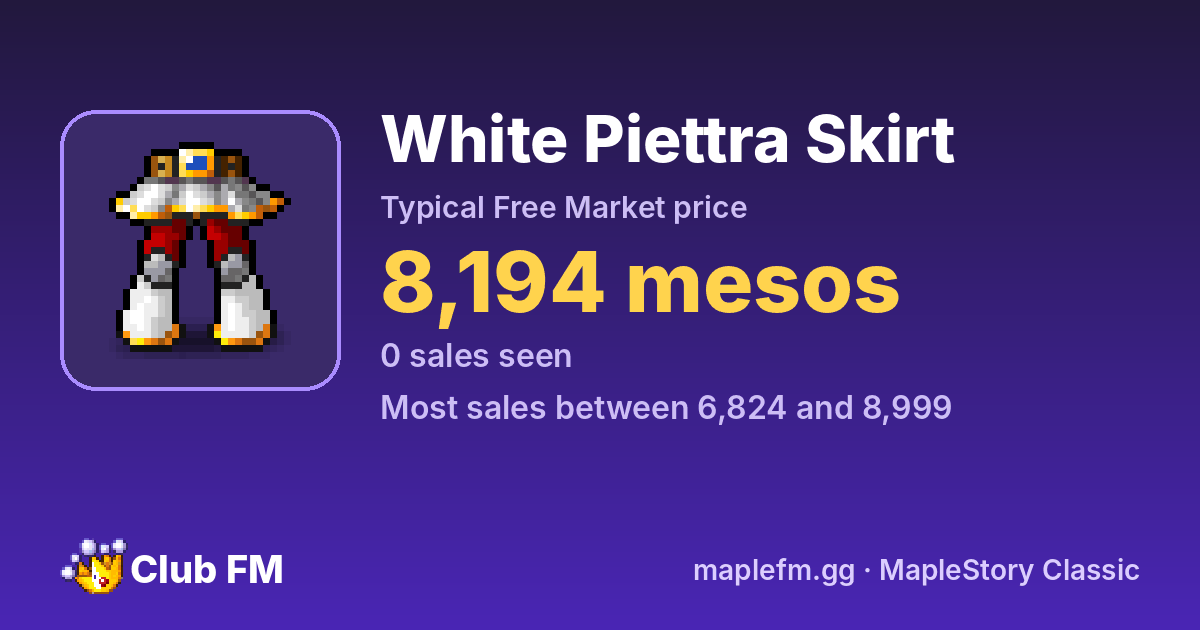 White Piettra Skirt
Typical Free Market price
8,194 mesos
0 sales seen
Most sales between 6,824 and 8,999
Club FM
maplefm.gg · MapleStory Classic